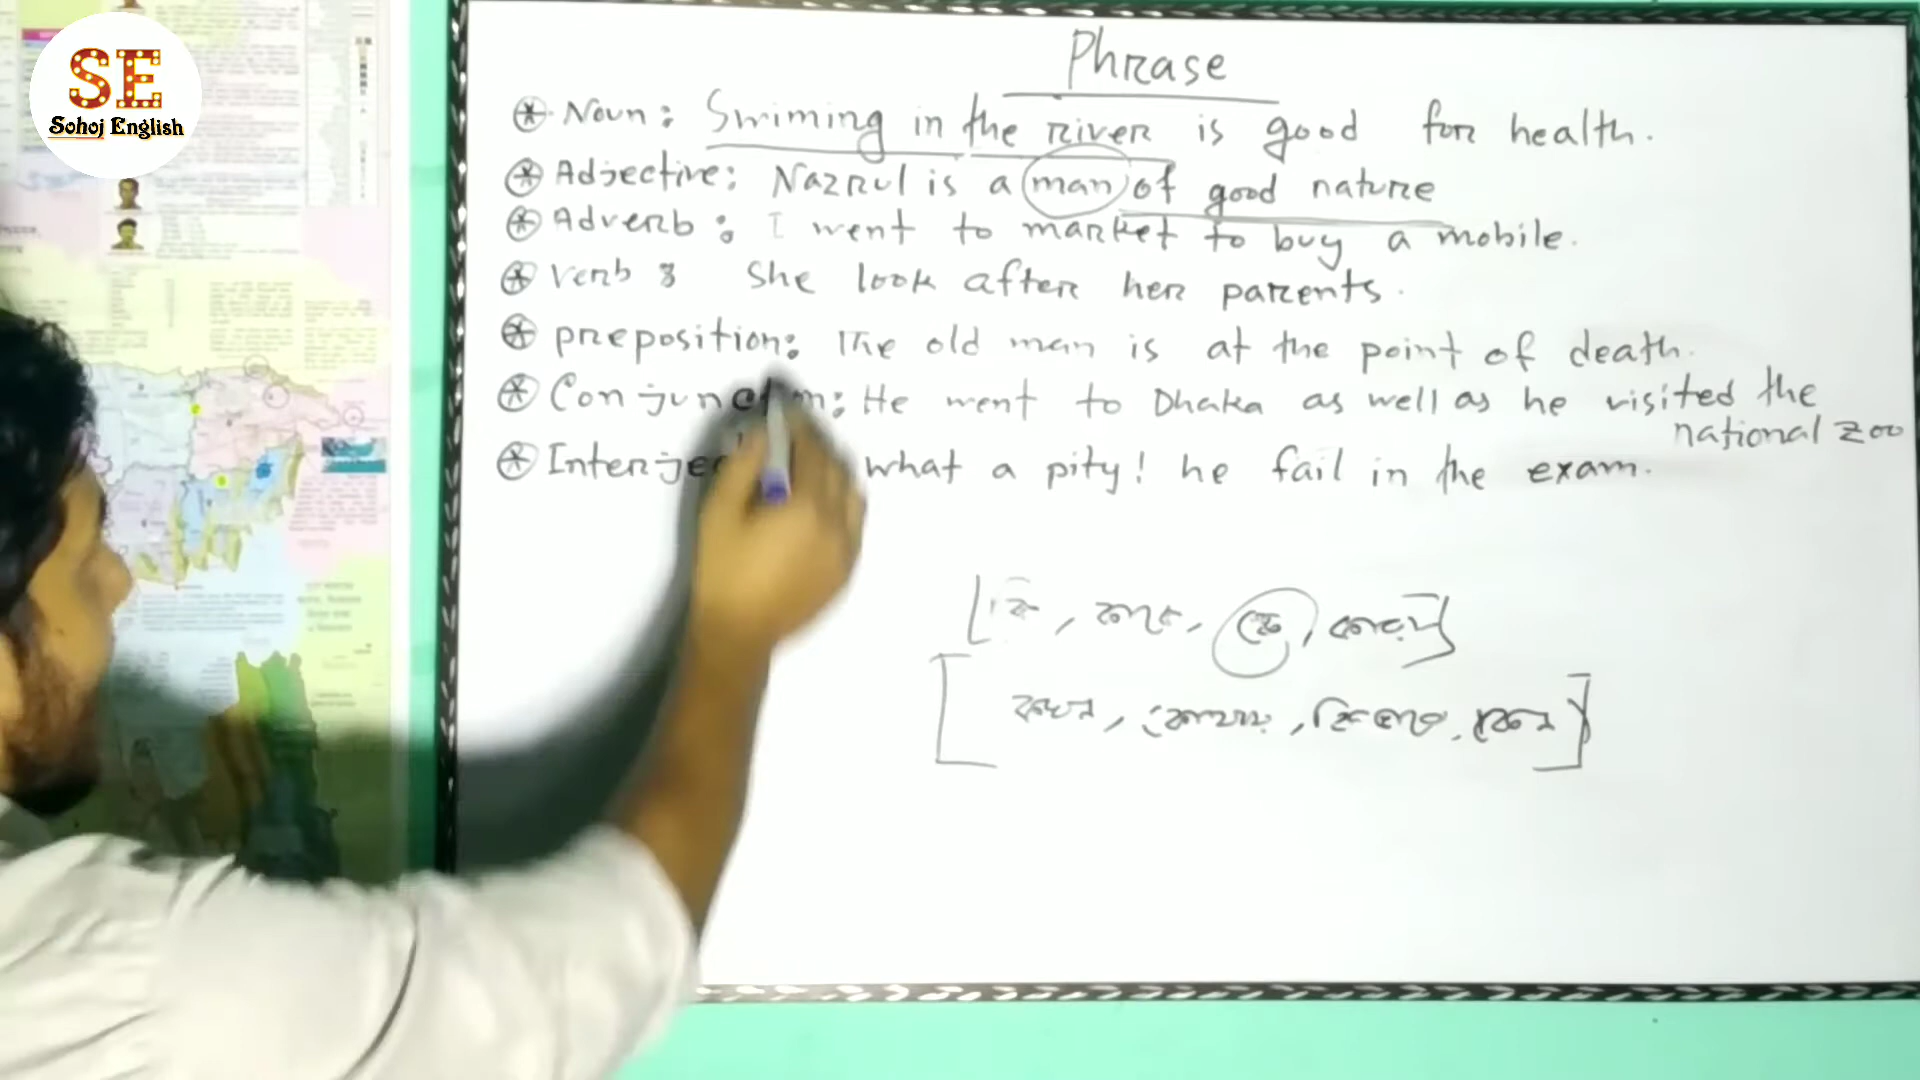 SE
Sohoj English
Phrase
Noun: Swiming in the river is good for health.
Adjective: Nazrul is a man of good nature
Adverb: I went to market to buy a mobile.
Verb: She look after her parents.
preposition: The old man is at the point of death.
Conjun: He went to Dhaka as well as he visited the
national zoo
Interje what a pity! he fail in the exam.
কি, কাকে, কে, কোথায়
কখন, কোথায়, কিভাবে, কেন